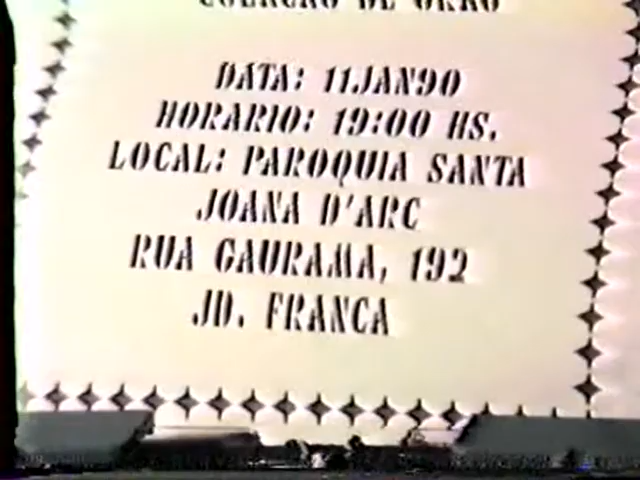 DATA: 11JAN90
HORARIO: 19:00 HS.
LOCAL: PAROQUIA SANTA
JOANA D'ARC
RUA GAURAMA, 192
JD. FRANCA